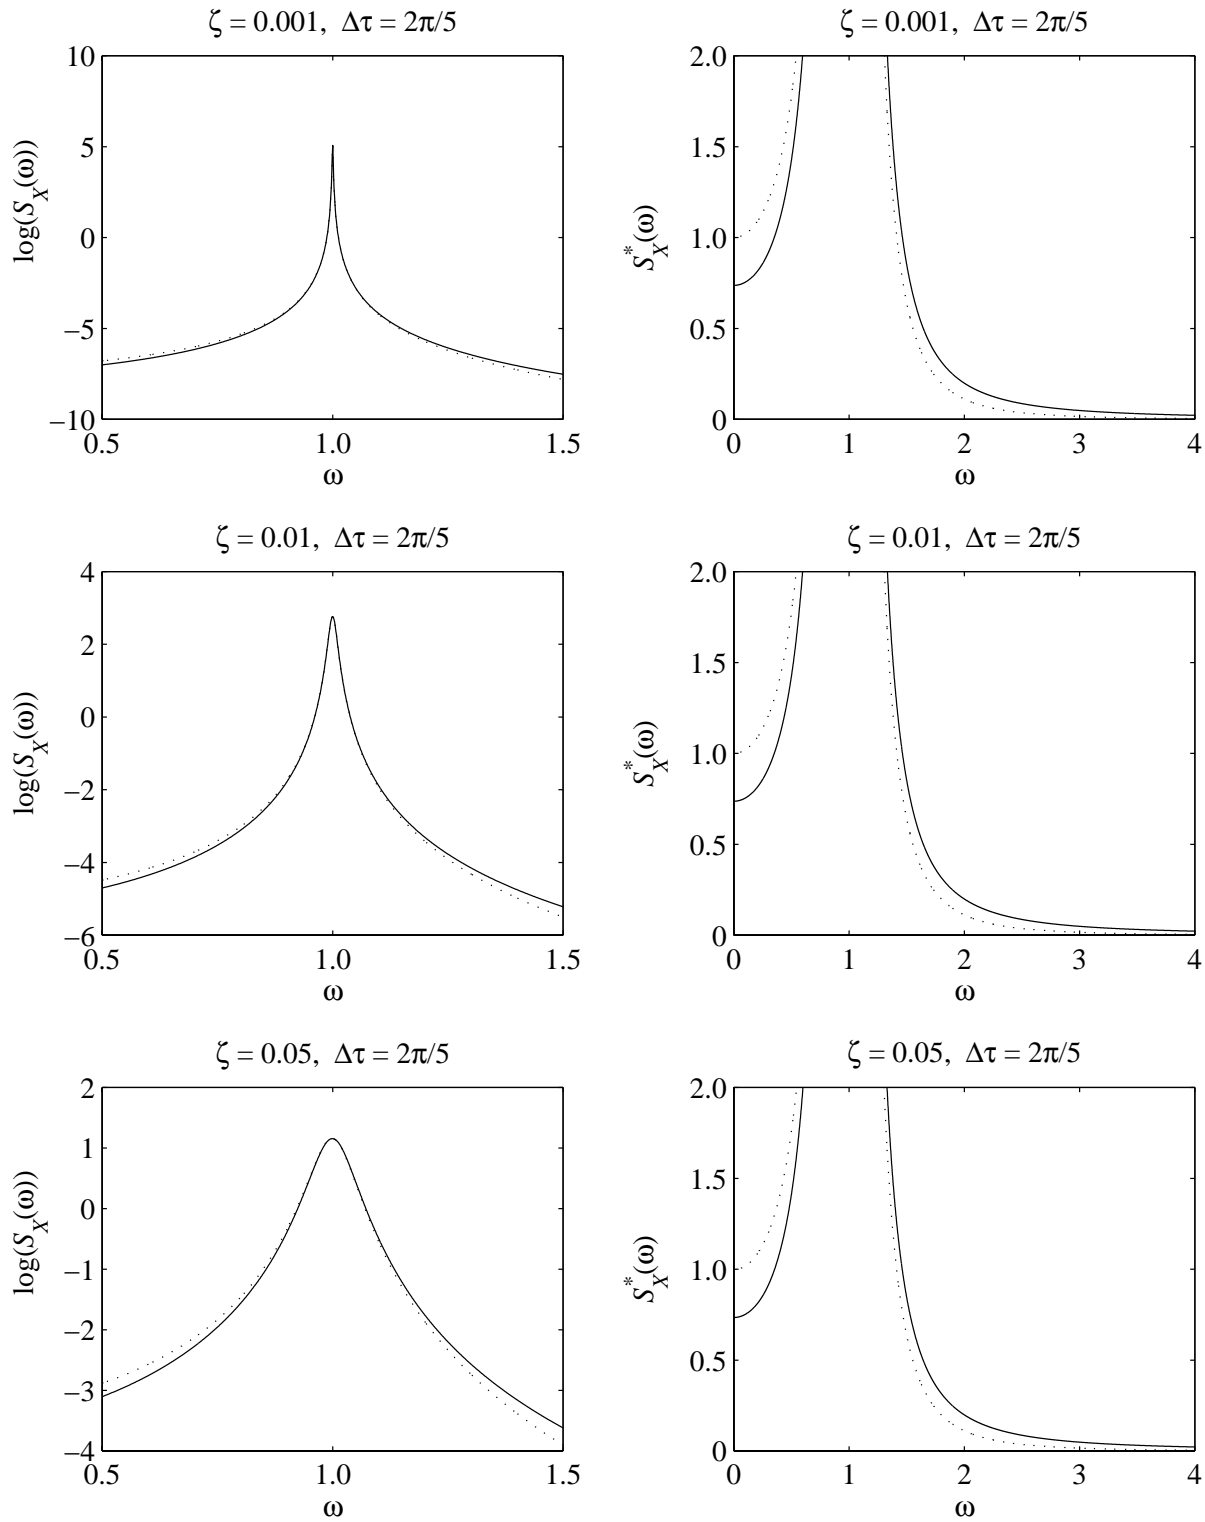 ζ = 0.001, Δτ = 2π/5
10
5
0
−5
−10
log(S_X(ω))
0.5 1.0 1.5
ω
ζ = 0.001, Δτ = 2π/5
2.0
1.5
1.0
0.5
0
S*_X(ω)
0 1 2 3 4
ω
ζ = 0.01, Δτ = 2π/5
4
2
0
−2
−4
−6
log(S_X(ω))
0.5 1.0 1.5
ω
ζ = 0.01, Δτ = 2π/5
2.0
1.5
1.0
0.5
0
S*_X(ω)
0 1 2 3 4
ω
ζ = 0.05, Δτ = 2π/5
2
1
0
−1
−2
−3
−4
log(S_X(ω))
0.5 1.0 1.5
ω
ζ = 0.05, Δτ = 2π/5
2.0
1.5
1.0
0.5
0
S*_X(ω)
0 1 2 3 4
ω